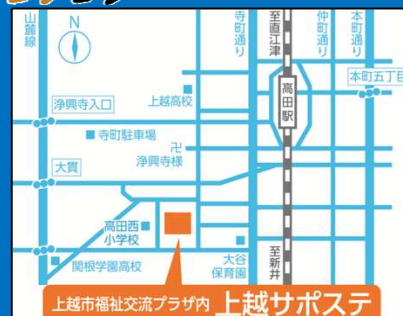 N
山麓線
寺町通り
至直江津
仲町通り
本町通り
上越高校
高田駅
本町五丁目
浄興寺入口
寺町駐車場
卍
浄興寺様
大貫
高田西
小学校
関根学園高校
大谷
保育園
至新井
上越市福祉交流プラザ内 上越サポステ